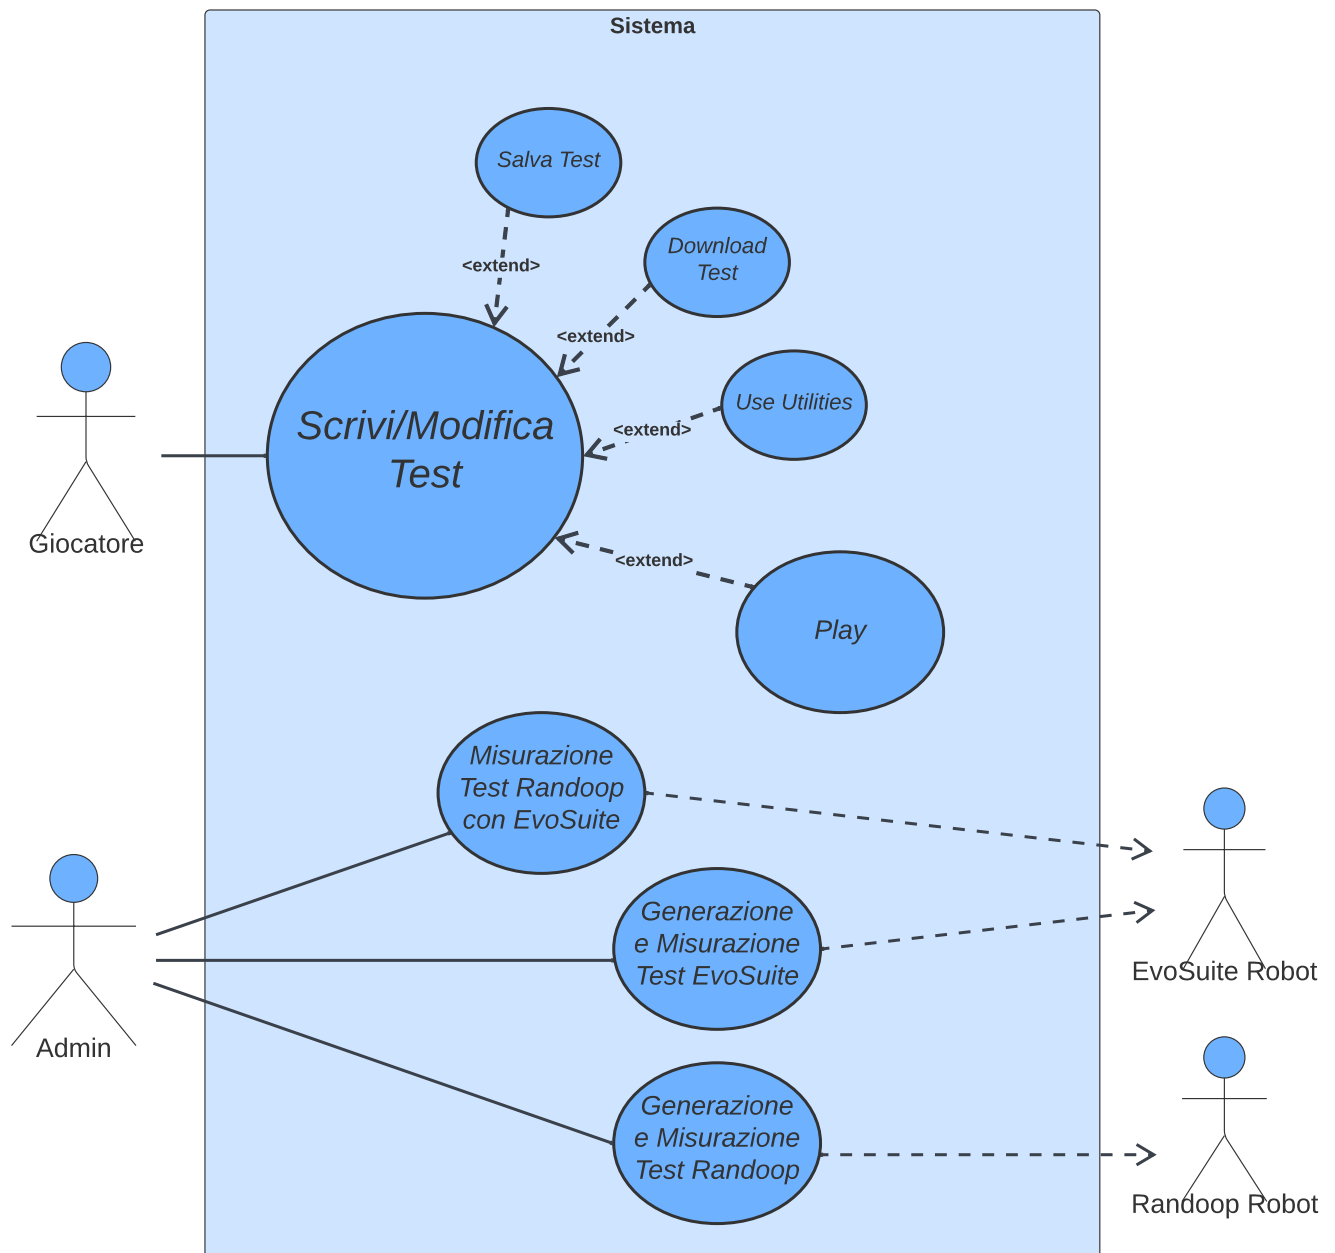 Sistema
Salva Test
Download
Test
<extend>
<extend>
Use Utilities
<extend>
Scrivi/Modifica
Test
Giocatore
<extend>
Play
Misurazione
Test Randoop
con EvoSuite
Generazione
e Misurazione
Test EvoSuite
EvoSuite Robot
Admin
Generazione
e Misurazione
Test Randoop
Randoop Robot